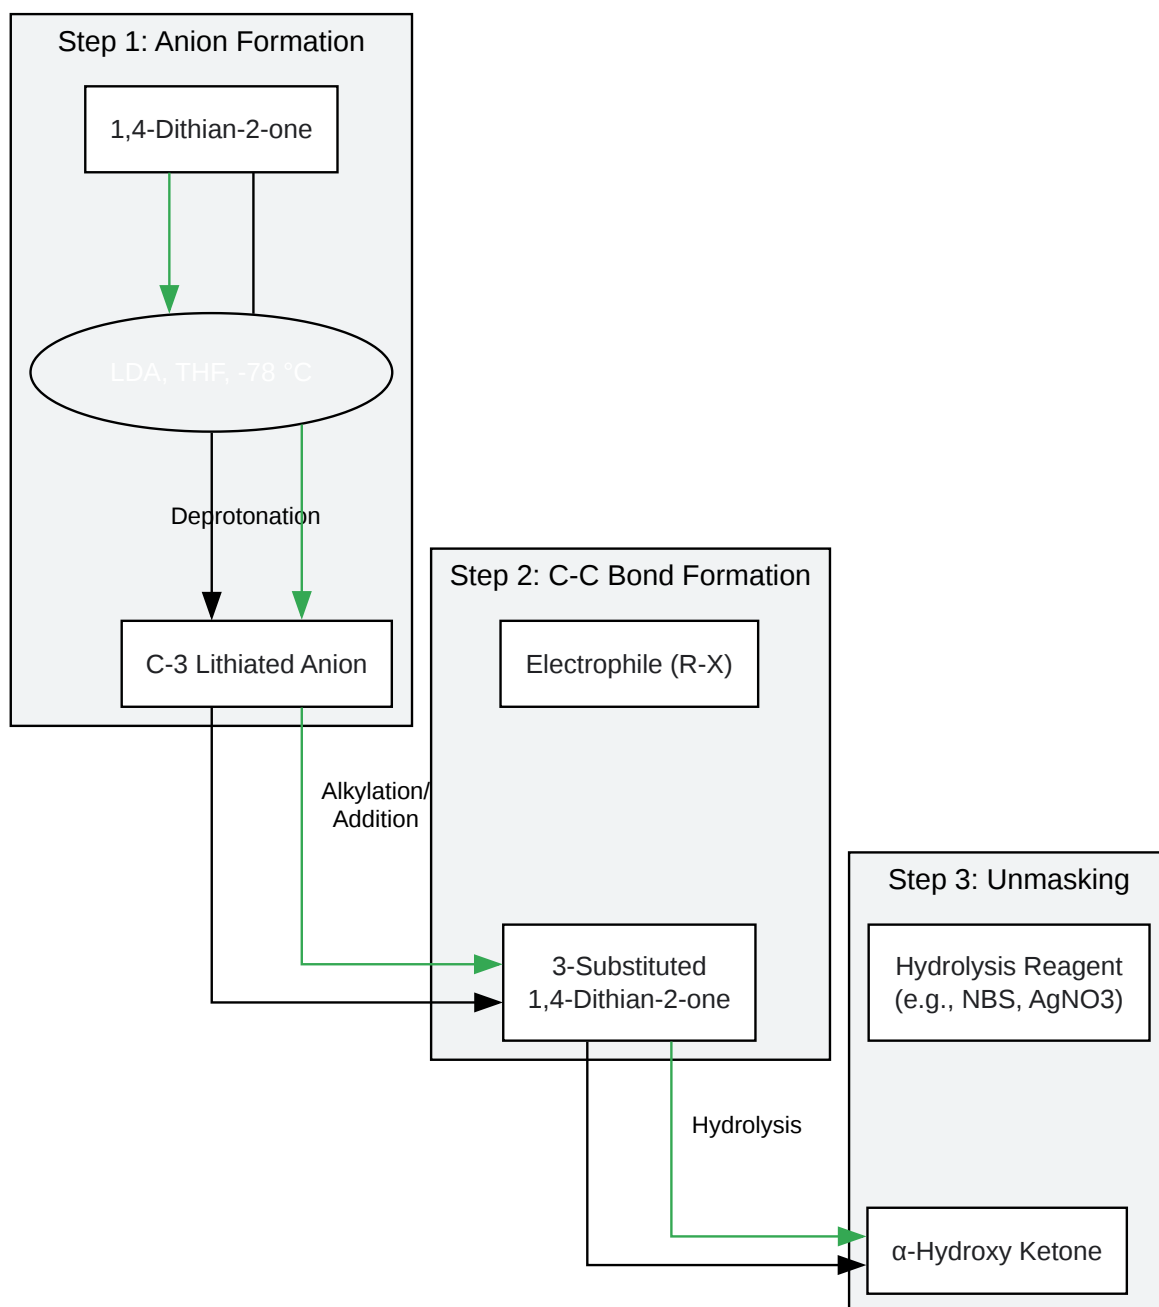 Step 1: Anion Formation
1,4-Dithian-2-one
LDA, THF, -78 °C
Deprotonation
C-3 Lithiated Anion
Step 2: C-C Bond Formation
Electrophile (R-X)
Alkylation/
Addition
3-Substituted
1,4-Dithian-2-one
Step 3: Unmasking
Hydrolysis Reagent
(e.g., NBS, AgNO3)
Hydrolysis
α-Hydroxy Ketone